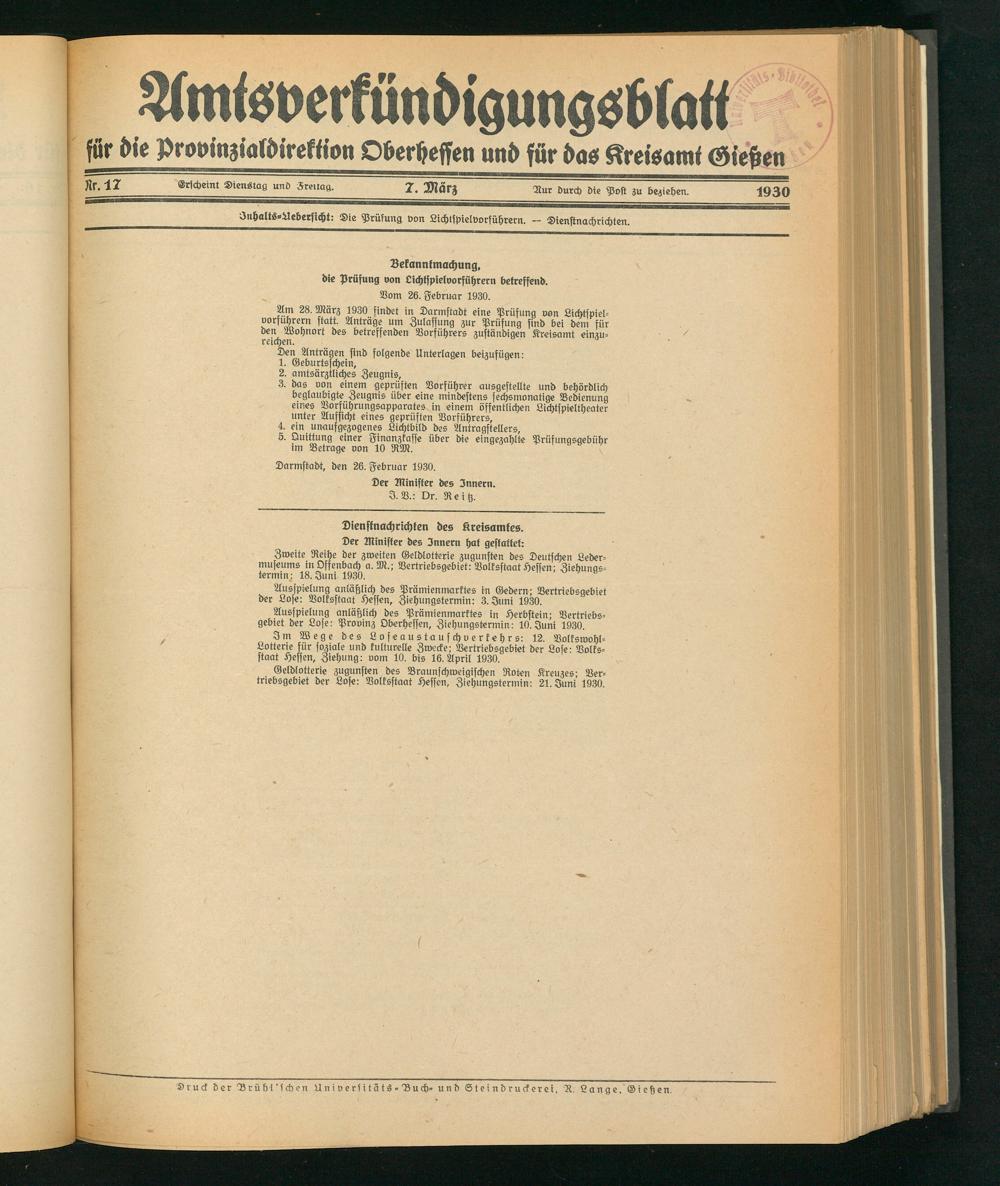 Amtsverkündigungsblatt
für die Provinzialdirektion Oberhessen und für das Kreisamt Gießen
Nr. 17 Erscheint Dienstag und Freitag. 7. März Nur durch die Post zu beziehen. 1930
Inhalts-Uebersicht: Die Prüfung von Lichtspielvorführern. — Dienstnachrichten.
Bekanntmachung,
die Prüfung von Lichtspielvorführern betreffend.
Vom 26. Februar 1930.
Am 28. März 1930 findet in Darmstadt eine Prüfung von Lichtspiel-
vorführern statt. Anträge um Zulassung zur Prüfung sind bei dem für
den Wohnort des betreffenden Vorführers zuständigen Kreisamt einzu-
reichen.
Den Anträgen sind folgende Unterlagen beizufügen:
1. Geburtsschein,
2. amtsärztliches Zeugnis,
3. das von einem geprüften Vorführer ausgestellte und behördlich
beglaubigte Zeugnis über eine mindestens sechsmonatige Bedienung
eines Vorführungsapparates in einem öffentlichen Lichtspieltheater
unter Aufsicht eines geprüften Vorführers,
4. ein unaufgezogenes Lichtbild des Antragstellers,
5. Quittung einer Finanzkasse über die eingezahlte Prüfungsgebühr
im Betrage von 10 RM.
Darmstadt, den 26. Februar 1930.
Der Minister des Innern.
J. V.: Dr. Reitz.
Dienstnachrichten des Kreisamtes.
Der Minister des Innern hat gestattet:
Zweite Reihe der zweiten Geldlotterie zugunsten des Deutschen Leder-
museums in Offenbach a. M.; Vertriebsgebiet: Volksstaat Hessen; Ziehungs-
termin: 18. Juni 1930.
Ausspielung anläßlich des Prämienmarktes in Gedern; Vertriebsgebiet
der Lose: Volksstaat Hessen, Ziehungstermin: 3. Juni 1930.
Ausspielung anläßlich des Prämienmarktes in Herbstein; Vertriebs-
gebiet der Lose: Provinz Oberhessen, Ziehungstermin: 10. Juni 1930.
Im Wege des Loseaustauschverkehrs: 12. Volkswohl-
Lotterie für soziale und kulturelle Zwecke; Vertriebsgebiet der Lose: Volks-
staat Hessen, Ziehung: vom 10. bis 16. April 1930.
Geldlotterie zugunsten des Braunschweigischen Roten Kreuzes; Ver-
triebsgebiet der Lose: Volksstaat Hessen, Ziehungstermin: 21. Juni 1930.
Druck der Brühl'schen Universitäts-Buch- und Steindruckerei, R. Lange, Gießen.
Universitäts-Bibliothek